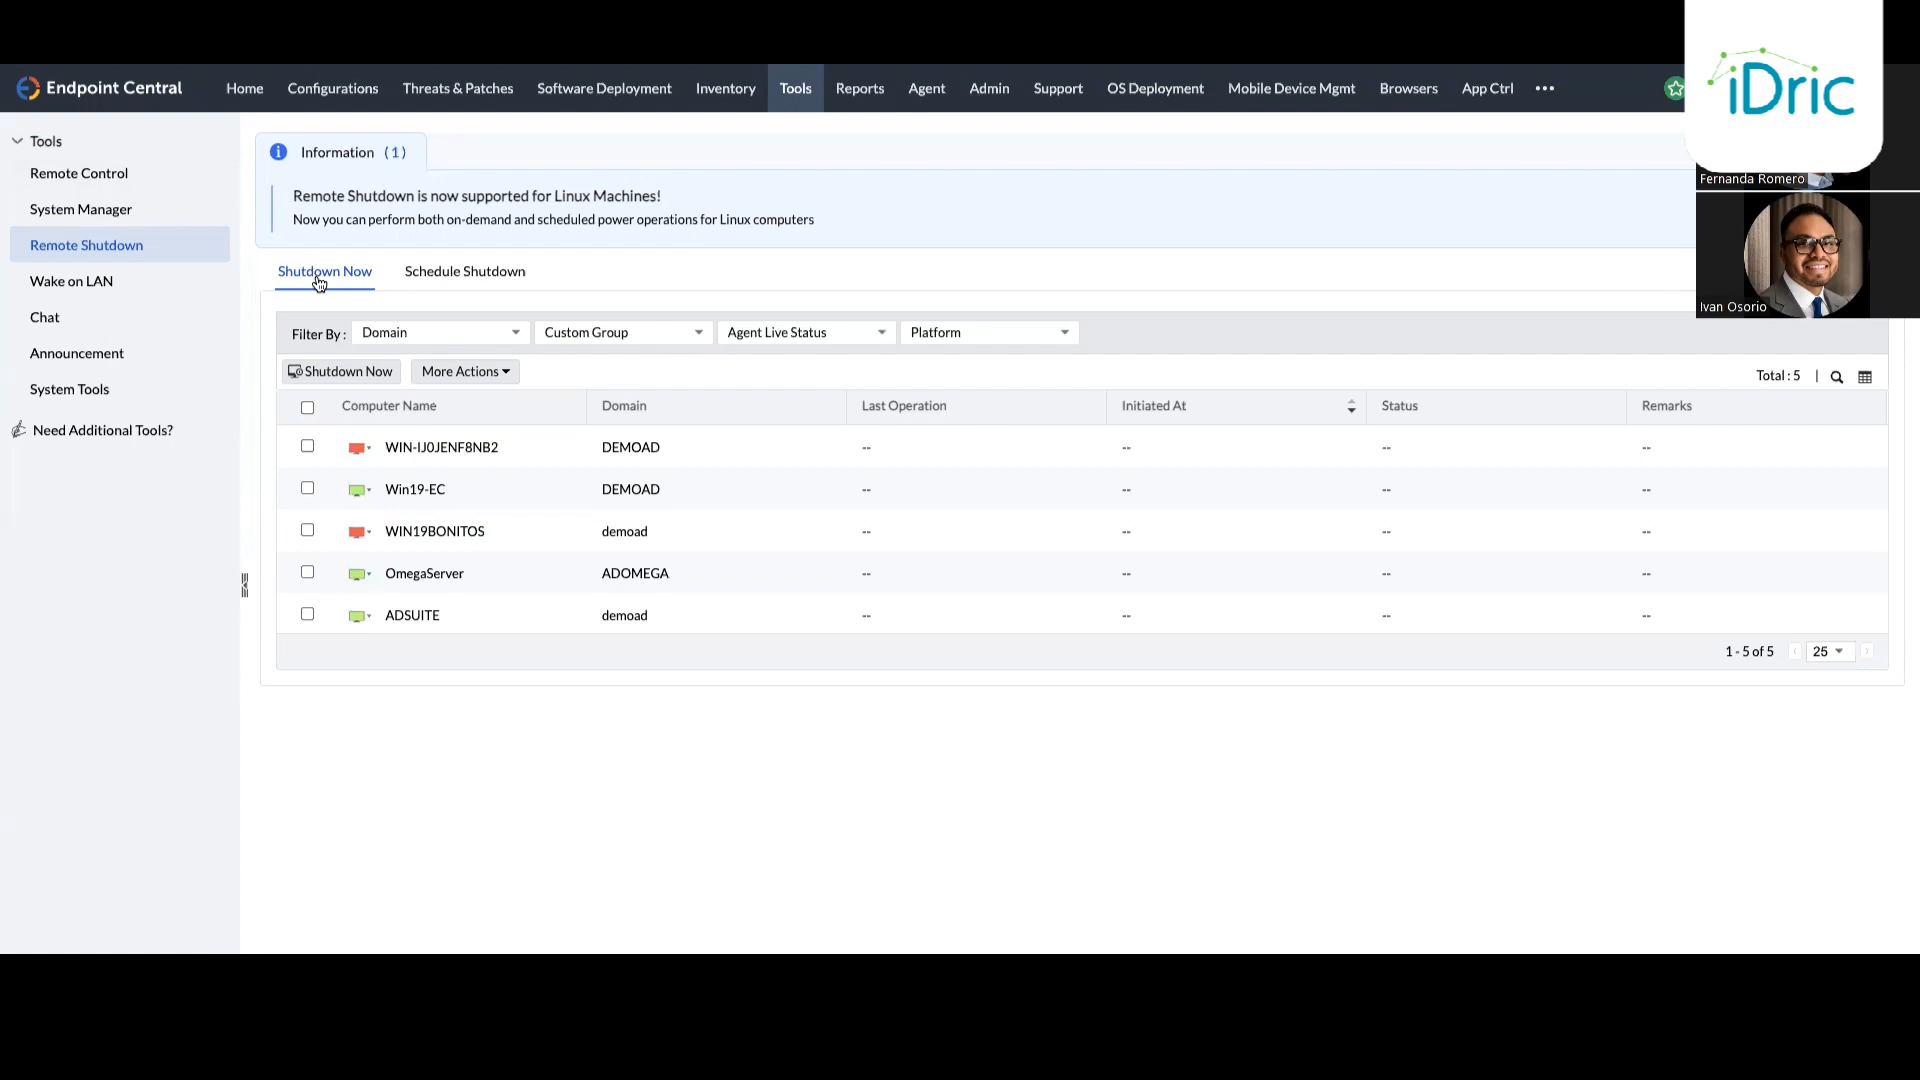 iDric
Endpoint Central
Home Configurations Threats & Patches Software Deployment Inventory Tools Reports Agent Admin Support OS Deployment Mobile Device Mgmt Browsers App Ctrl •••
Tools
Remote Control
System Manager
Remote Shutdown
Wake on LAN
Chat
Announcement
System Tools
Need Additional Tools?
Information (1)
Remote Shutdown is now supported for Linux Machines!
Now you can perform both on-demand and scheduled power operations for Linux computers
Fernanda Romero
Ivan Osorio
Shutdown Now Schedule Shutdown
Filter By : Domain Custom Group Agent Live Status Platform
Shutdown Now More Actions
Total : 5 |
Computer Name Domain Last Operation Initiated At Status Remarks
WIN-IJ0JENF8NB2 DEMOAD -- -- -- --
Win19-EC DEMOAD -- -- -- --
WIN19BONITOS demoad -- -- -- --
OmegaServer ADOMEGA -- -- -- --
ADSUITE demoad -- -- -- --
1 - 5 of 5 25